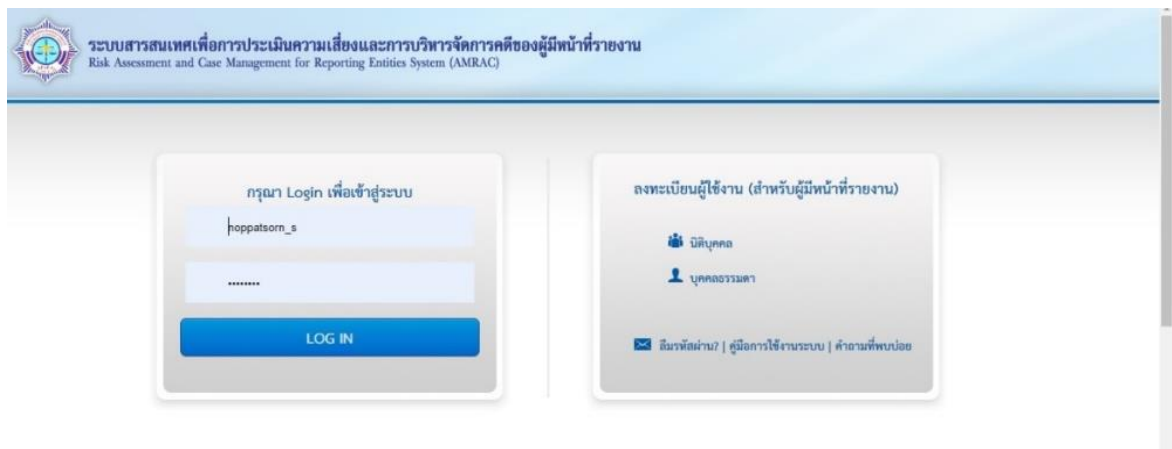 ระบบสารสนเทศเพื่อการประเมินความเสี่ยงและการบริหารจัดการคดีของผู้มีหน้าที่รายงาน
Risk Assessment and Case Management for Reporting Entities System (AMRAC)
กรุณา Login เพื่อเข้าสู่ระบบ
hoppatsorn_s
••••••••
LOG IN
ลงทะเบียนผู้ใช้งาน (สำหรับผู้มีหน้าที่รายงาน)
นิติบุคคล
บุคคลธรรมดา
ลืมรหัสผ่าน? | คู่มือการใช้งานระบบ | คำถามที่พบบ่อย